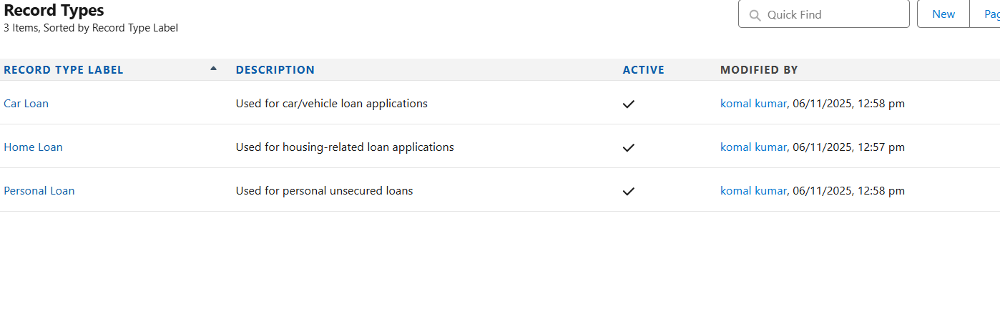 Record Types
3 Items, Sorted by Record Type Label
Quick Find
New
Pag
RECORD TYPE LABEL DESCRIPTION ACTIVE MODIFIED BY
Car Loan Used for car/vehicle loan applications komal kumar, 06/11/2025, 12:58 pm
Home Loan Used for housing-related loan applications komal kumar, 06/11/2025, 12:57 pm
Personal Loan Used for personal unsecured loans komal kumar, 06/11/2025, 12:58 pm